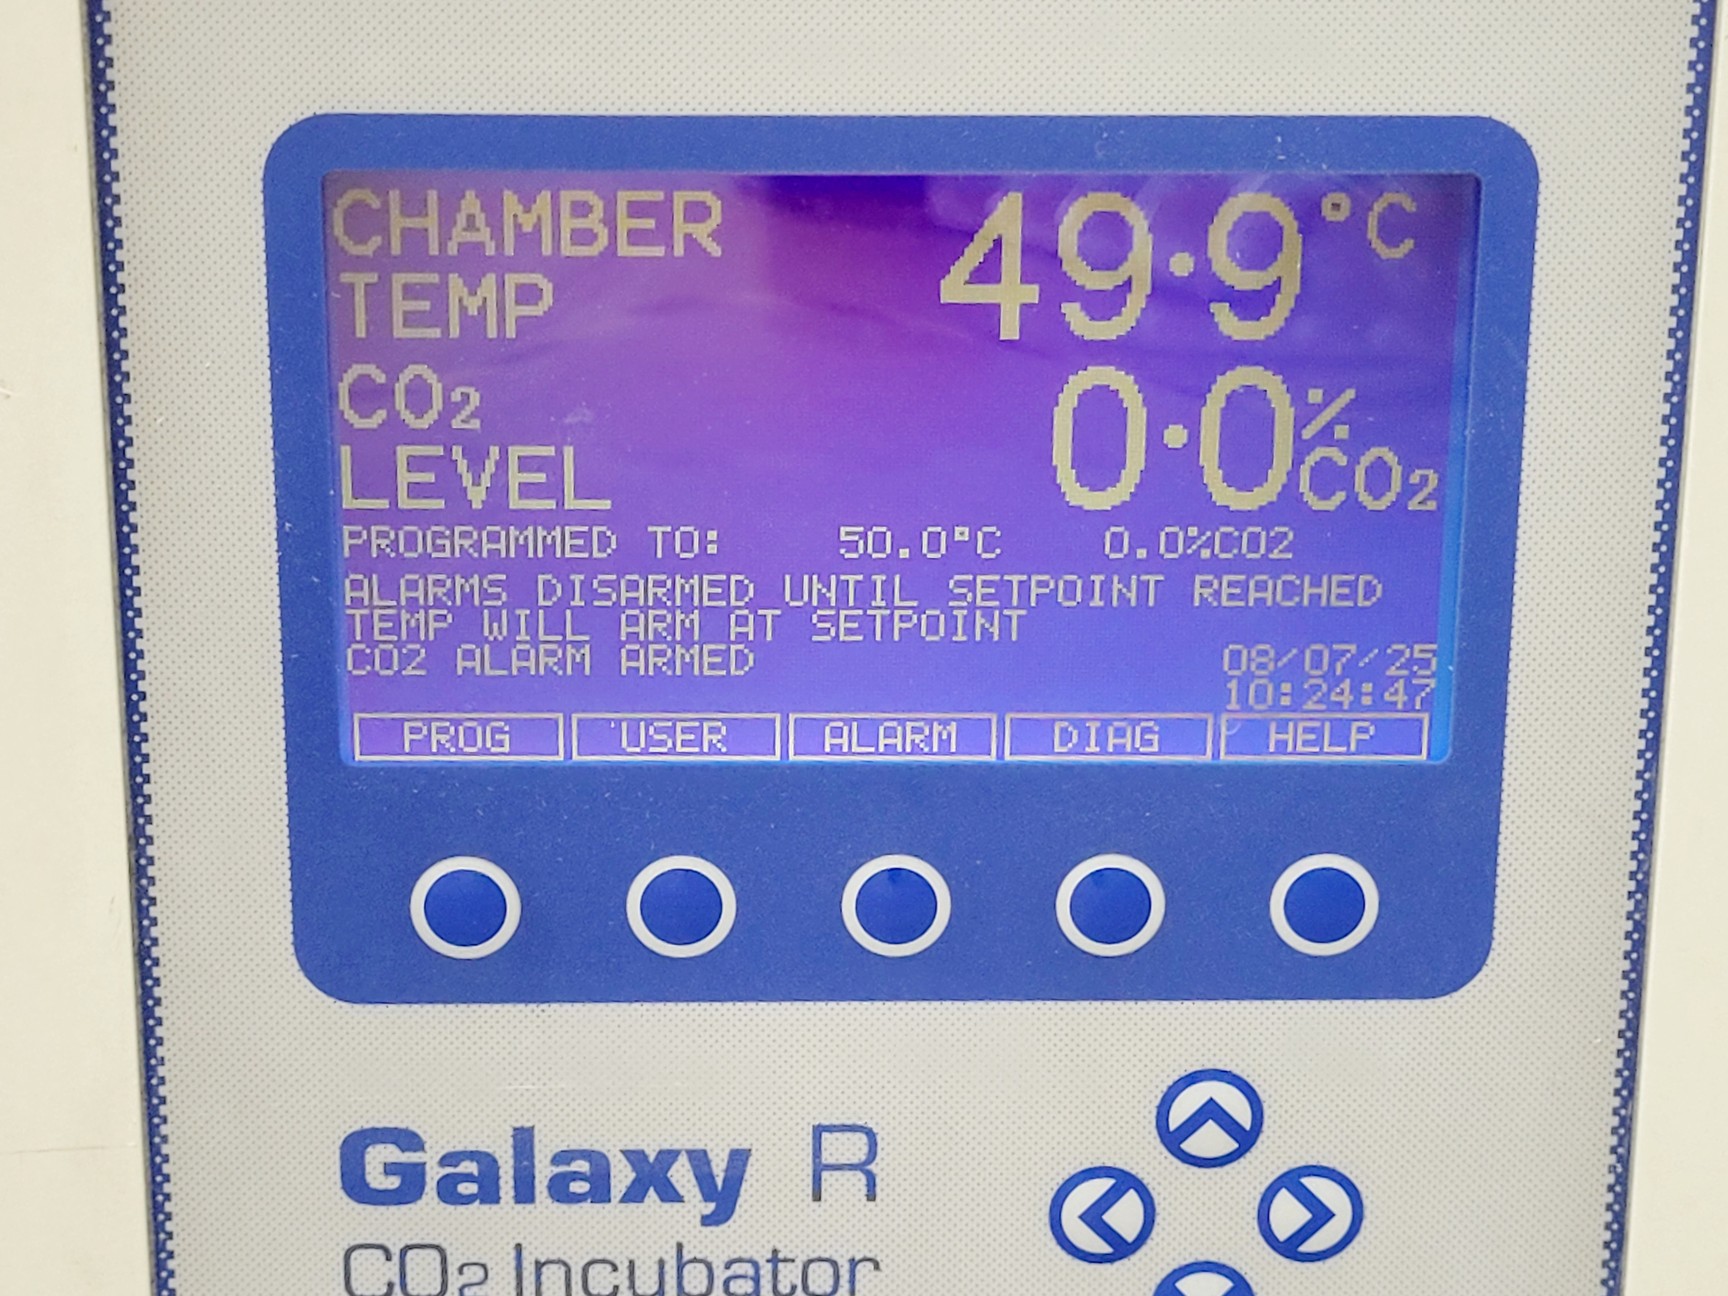 CHAMBER TEMP 49.9 °C
CO₂ LEVEL 0.0 % CO₂
PROGRAMMED TO: 50.0°C 0.0%CO2
ALARMS DISARMED UNTIL SETPOINT REACHED
TEMP WILL ARM AT SETPOINT
CO2 ALARM ARMED 08/07/25
10:24:47
PROG USER ALARM DIAG HELP
Galaxy R
CO₂ Incubator